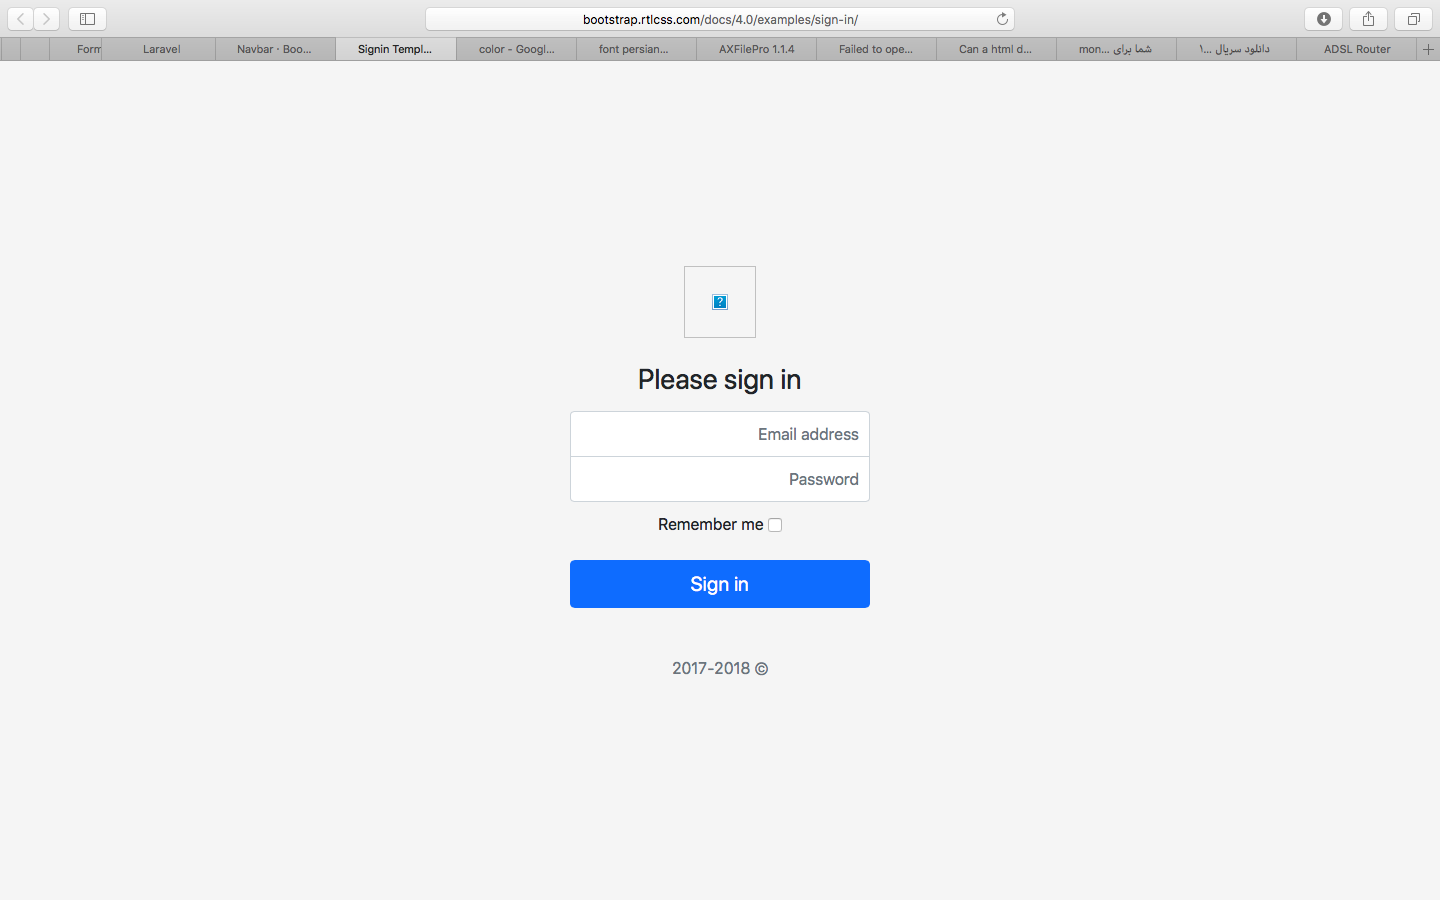 bootstrap.rtlcss.com/docs/4.0/examples/sign-in/
Form
Laravel
Navbar · Boo...
Signin Templ...
color - Googl...
font persian...
AXFilePro 1.1.4
Failed to ope...
Can a html d...
شما برای ...mon
دانلود سریال ...۱
ADSL Router
?
Please sign in
Email address
Password
Remember me
Sign in
2017-2018 ©